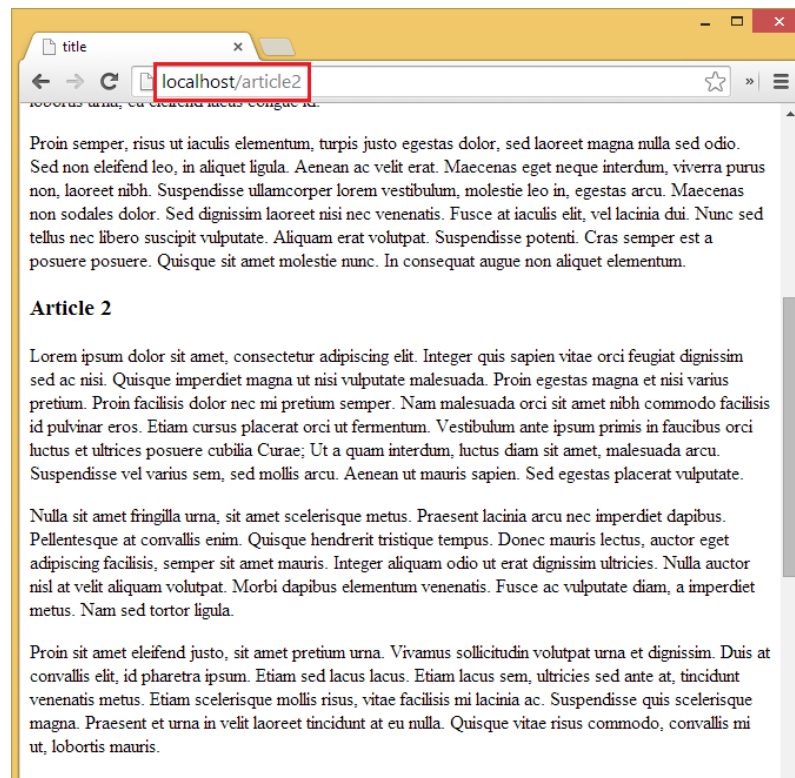 title
localhost/article2
lobortis urna, eu eleifend lacus congue id.
Proin semper, risus ut iaculis elementum, turpis justo egestas dolor, sed laoreet magna nulla sed odio.
Sed non eleifend leo, in aliquet ligula. Aenean ac velit erat. Maecenas eget neque interdum, viverra purus
non, laoreet nibh. Suspendisse ullamcorper lorem vestibulum, molestie leo in, egestas arcu. Maecenas
non sodales dolor. Sed dignissim laoreet nisi nec venenatis. Fusce at iaculis elit, vel lacinia dui. Nunc sed
tellus nec libero suscipit vulputate. Aliquam erat volutpat. Suspendisse potenti. Cras semper est a
posuere posuere. Quisque sit amet molestie nunc. In consequat augue non aliquet elementum.
Article 2
Lorem ipsum dolor sit amet, consectetur adipiscing elit. Integer quis sapien vitae orci feugiat dignissim
sed ac nisi. Quisque imperdiet magna ut nisi vulputate malesuada. Proin egestas magna et nisi varius
pretium. Proin facilisis dolor nec mi pretium semper. Nam malesuada orci sit amet nibh commodo facilisis
id pulvinar eros. Etiam cursus placerat orci ut fermentum. Vestibulum ante ipsum primis in faucibus orci
luctus et ultrices posuere cubilia Curae; Ut a quam interdum, luctus diam sit amet, malesuada arcu.
Suspendisse vel varius sem, sed mollis arcu. Aenean ut mauris sapien. Sed egestas placerat vulputate.
Nulla sit amet fringilla urna, sit amet scelerisque metus. Praesent lacinia arcu nec imperdiet dapibus.
Pellentesque at convallis enim. Quisque hendrerit tristique tempus. Donec mauris lectus, auctor eget
adipiscing facilisis, semper sit amet mauris. Integer aliquam odio ut erat dignissim ultricies. Nulla auctor
nisl at velit aliquam volutpat. Morbi dapibus elementum venenatis. Fusce ac vulputate diam, a imperdiet
metus. Nam sed tortor ligula.
Proin sit amet eleifend justo, sit amet pretium urna. Vivamus sollicitudin volutpat urna et dignissim. Duis at
convallis elit, id pharetra ipsum. Etiam sed lacus lacus. Etiam lacus sem, ultricies sed ante at, tincidunt
venenatis metus. Etiam scelerisque mollis risus, vitae facilisis mi lacinia ac. Suspendisse quis scelerisque
magna. Praesent et urna in velit laoreet tincidunt at eu nulla. Quisque vitae risus commodo, convallis mi
ut, lobortis mauris.